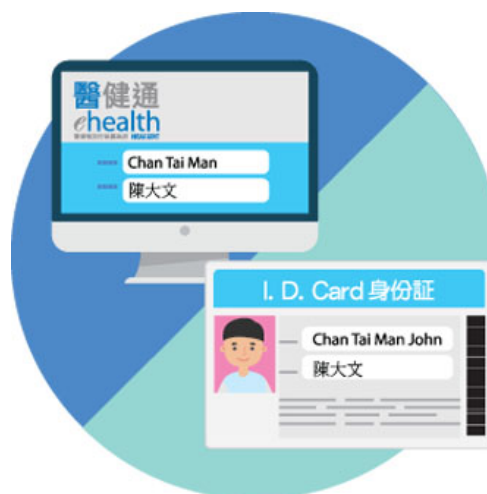 醫健通
ehealth
Chan Tai Man
陳大文
I. D. Card 身份証
Chan Tai Man John
陳大文